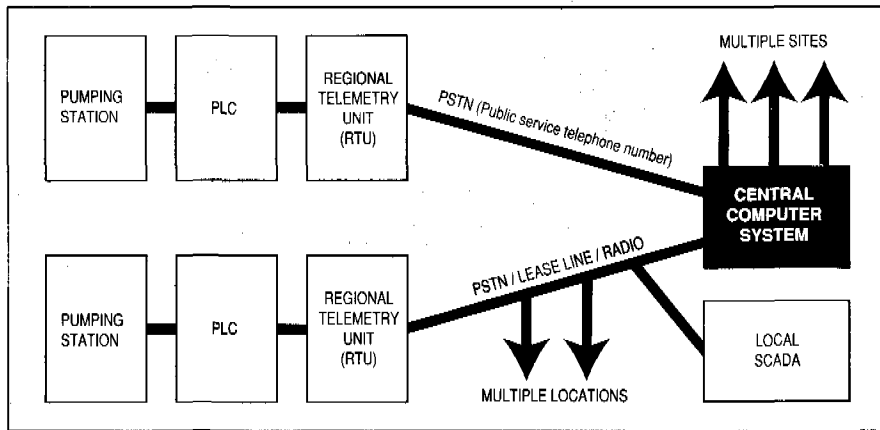 MULTIPLE SITES
PUMPING
STATION
PLC
REGIONAL
TELEMETRY
UNIT
(RTU)
PSTN (Public service telephone number)
CENTRAL
COMPUTER
SYSTEM
PUMPING
STATION
PLC
REGIONAL
TELEMETRY
UNIT
(RTU)
PSTN / LEASE LINE / RADIO
MULTIPLE LOCATIONS
LOCAL
SCADA